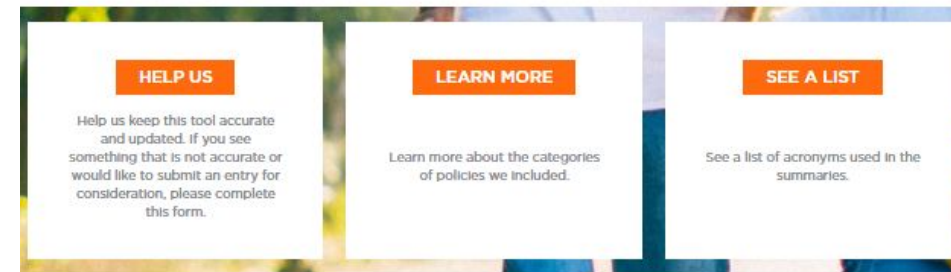 HELP US
Help us keep this tool accurate
and updated. If you see
something that is not accurate or
would like to submit an entry for
consideration, please complete
this form.
LEARN MORE
Learn more about the categories
of policies we included.
SEE A LIST
See a list of acronyms used in the
summaries.